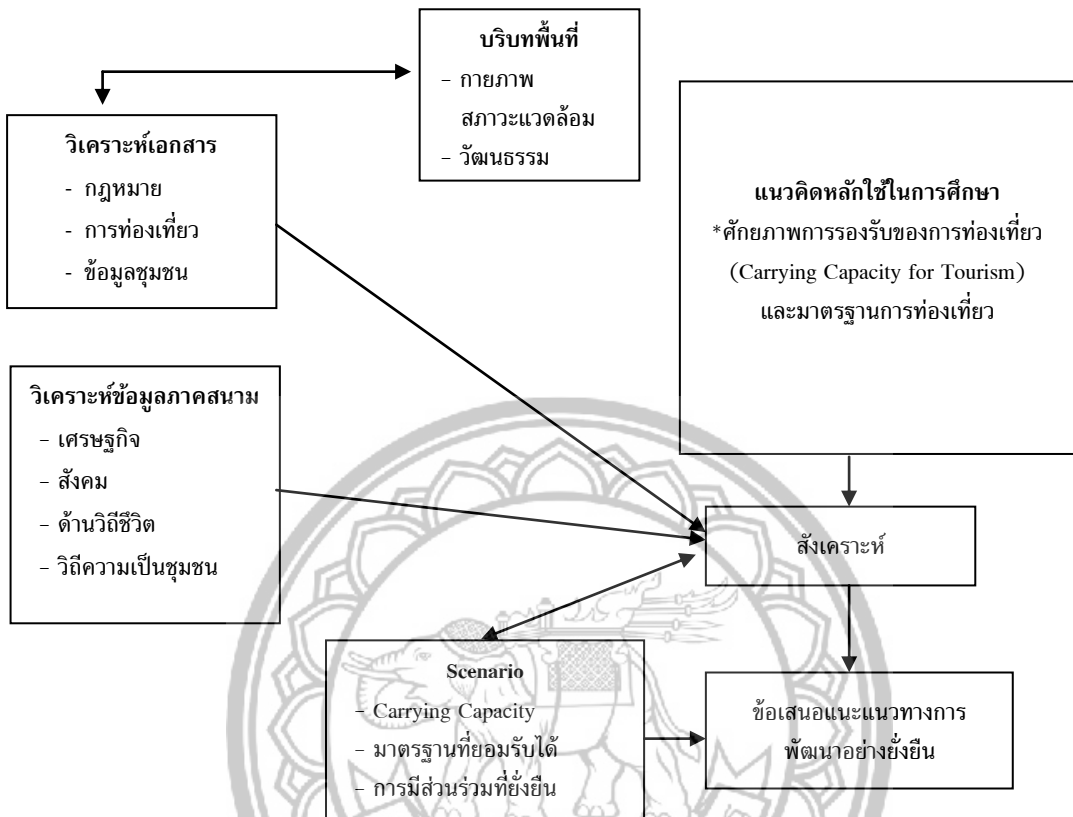 บริบทพื้นที่
– กายภาพ
สภาวะแวดล้อม
– วัฒนธรรม
วิเคราะห์เอกสาร
- กฎหมาย
- การท่องเที่ยว
- ข้อมูลชุมชน
แนวคิดหลักใช้ในการศึกษา
*ศักยภาพการรองรับของการท่องเที่ยว
(Carrying Capacity for Tourism)
และมาตรฐานการท่องเที่ยว
วิเคราะห์ข้อมูลภาคสนาม
– เศรษฐกิจ
– สังคม
– ด้านวิถีชีวิต
– วิถีความเป็นชุมชน
สังเคราะห์
Scenario
– Carrying Capacity
– มาตรฐานที่ยอมรับได้
– การมีส่วนร่วมที่ยั่งยืน
ข้อเสนอแนะแนวทางการ
พัฒนาอย่างยั่งยืน